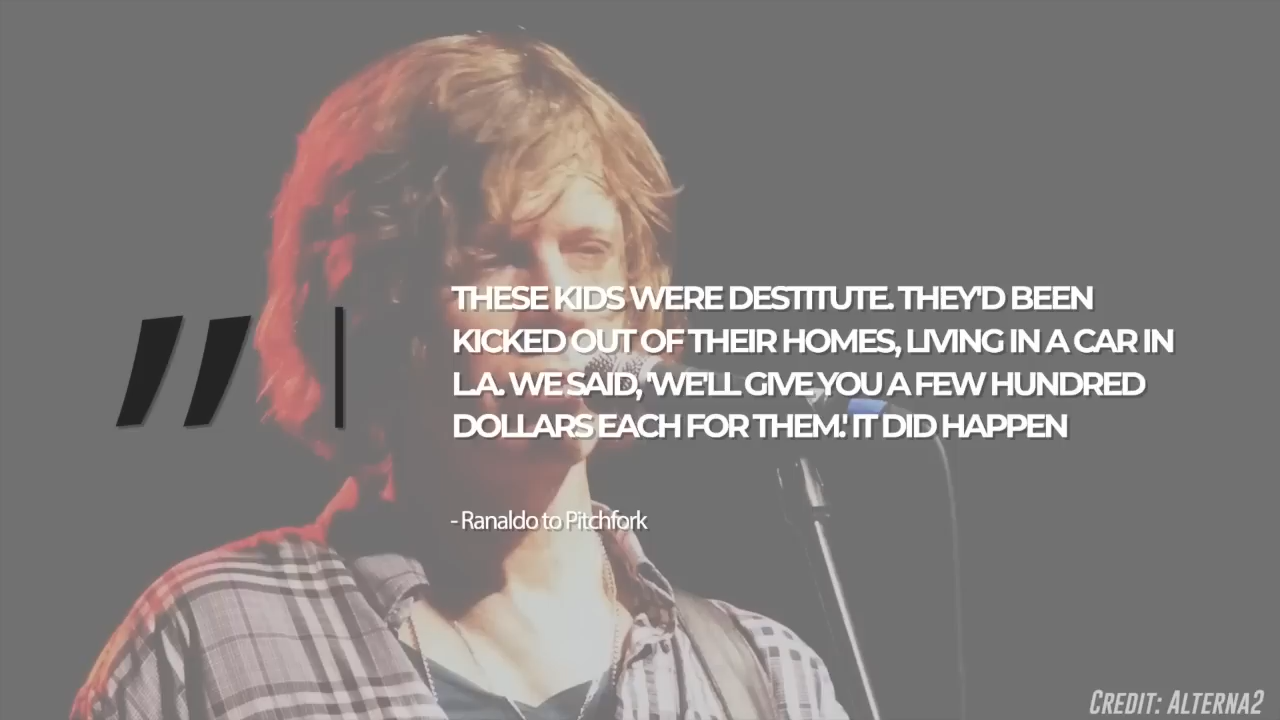 "
THESE KIDS WERE DESTITUTE. THEY'D BEEN
KICKED OUT OF THEIR HOMES, LIVING IN A CAR IN
L.A. WE SAID, 'WE'LL GIVE YOU A FEW HUNDRED
DOLLARS EACH FOR THEM.' IT DID HAPPEN
- Ranaldo to Pitchfork
CREDIT: ALTERNA2